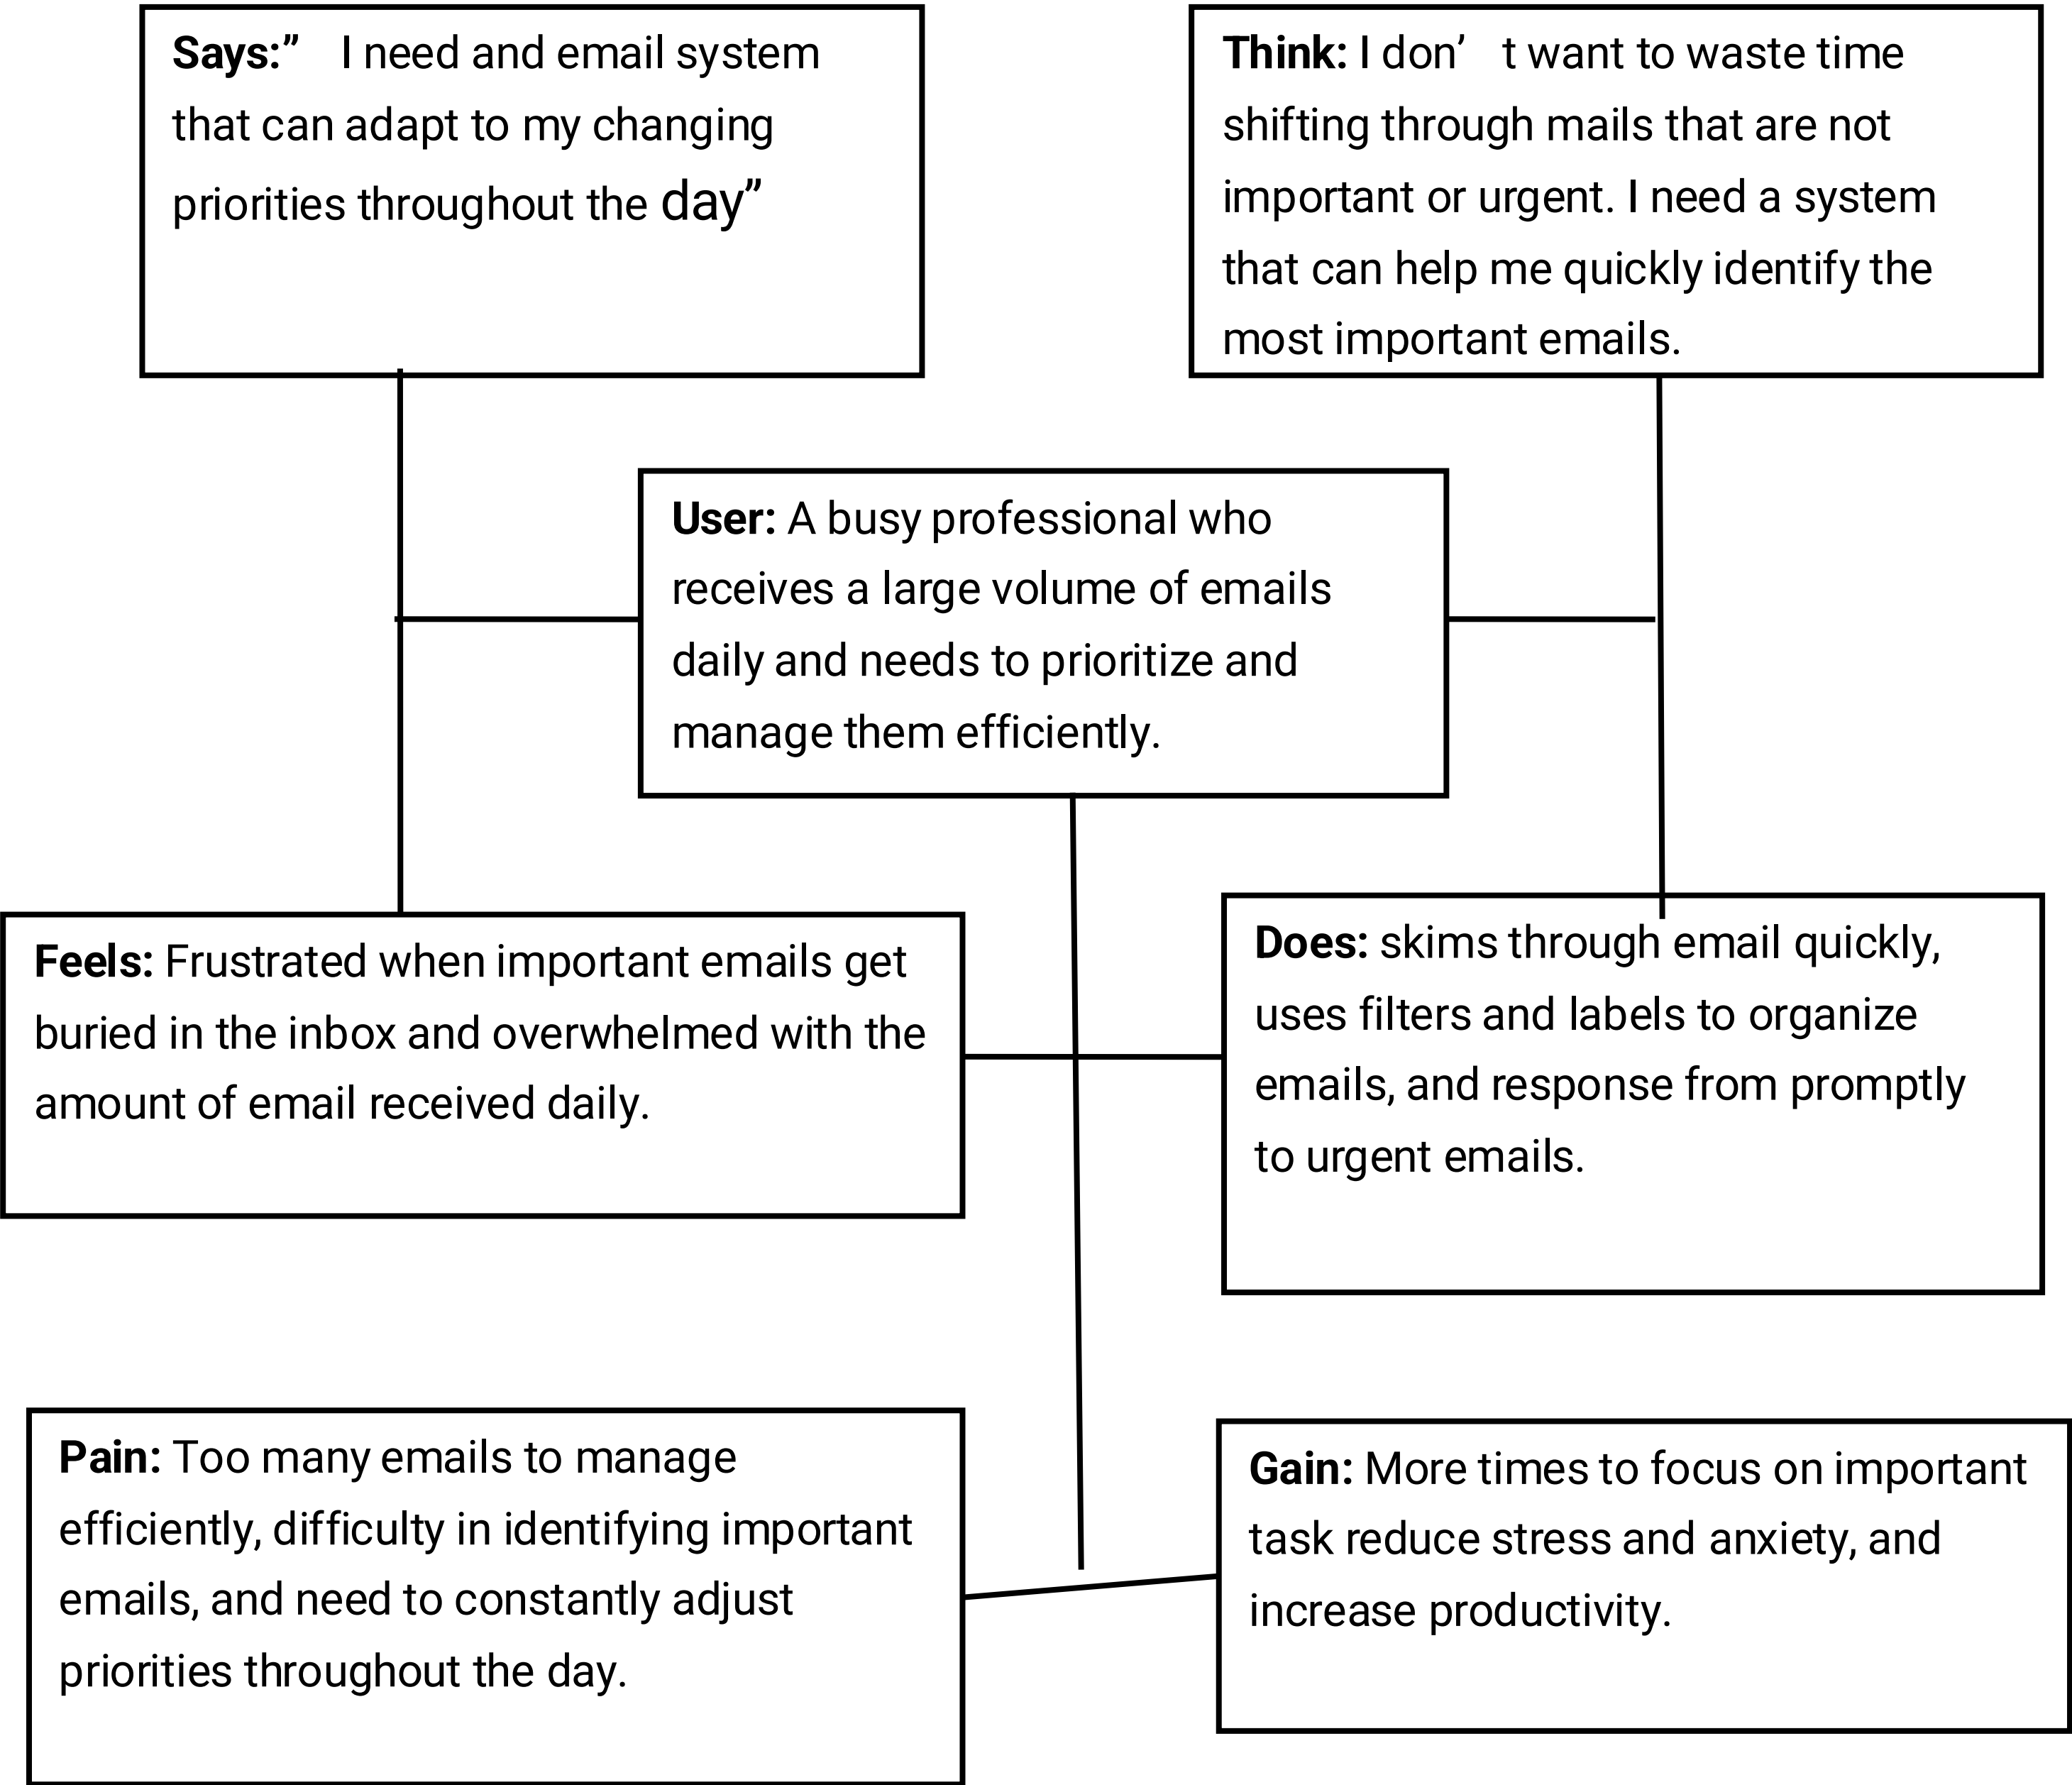 Says:” I need and email system
that can adapt to my changing
priorities throughout the day”
Think: I don’ t want to waste time
shifting through mails that are not
important or urgent. I need a system
that can help me quickly identify the
most important emails.
User: A busy professional who
receives a large volume of emails
daily and needs to prioritize and
manage them efficiently.
Feels: Frustrated when important emails get
buried in the inbox and overwhelmed with the
amount of email received daily.
Does: skims through email quickly,
uses filters and labels to organize
emails, and response from promptly
to urgent emails.
Pain: Too many emails to manage
efficiently, difficulty in identifying important
emails, and need to constantly adjust
priorities throughout the day.
Gain: More times to focus on important
task reduce stress and anxiety, and
increase productivity.